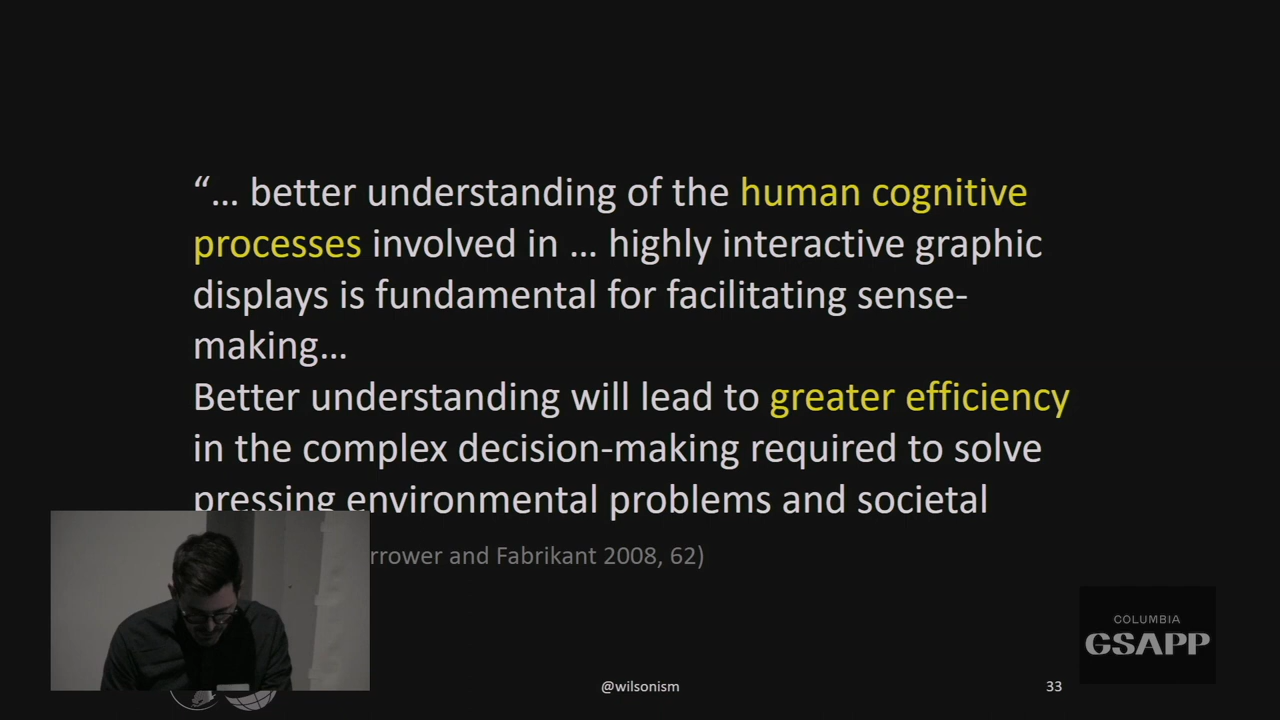 “… better understanding of the human cognitive
processes involved in … highly interactive graphic
displays is fundamental for facilitating sense-
making…
Better understanding will lead to greater efficiency
in the complex decision-making required to solve
pressing environmental problems and societal
rrower and Fabrikant 2008, 62)
COLUMBIA
GSAPP
@wilsonism
33